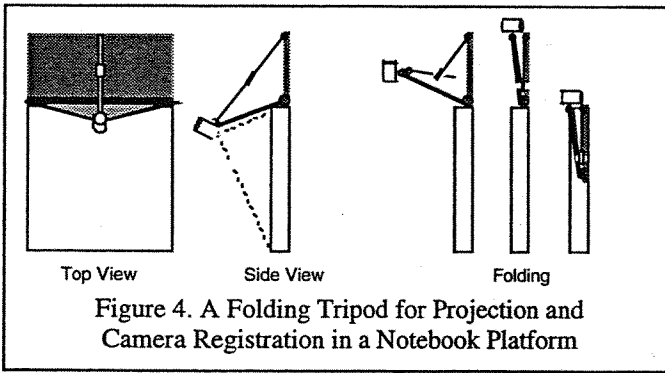 Top View
Side View
Folding
Figure 4. A Folding Tripod for Projection and
Camera Registration in a Notebook Platform